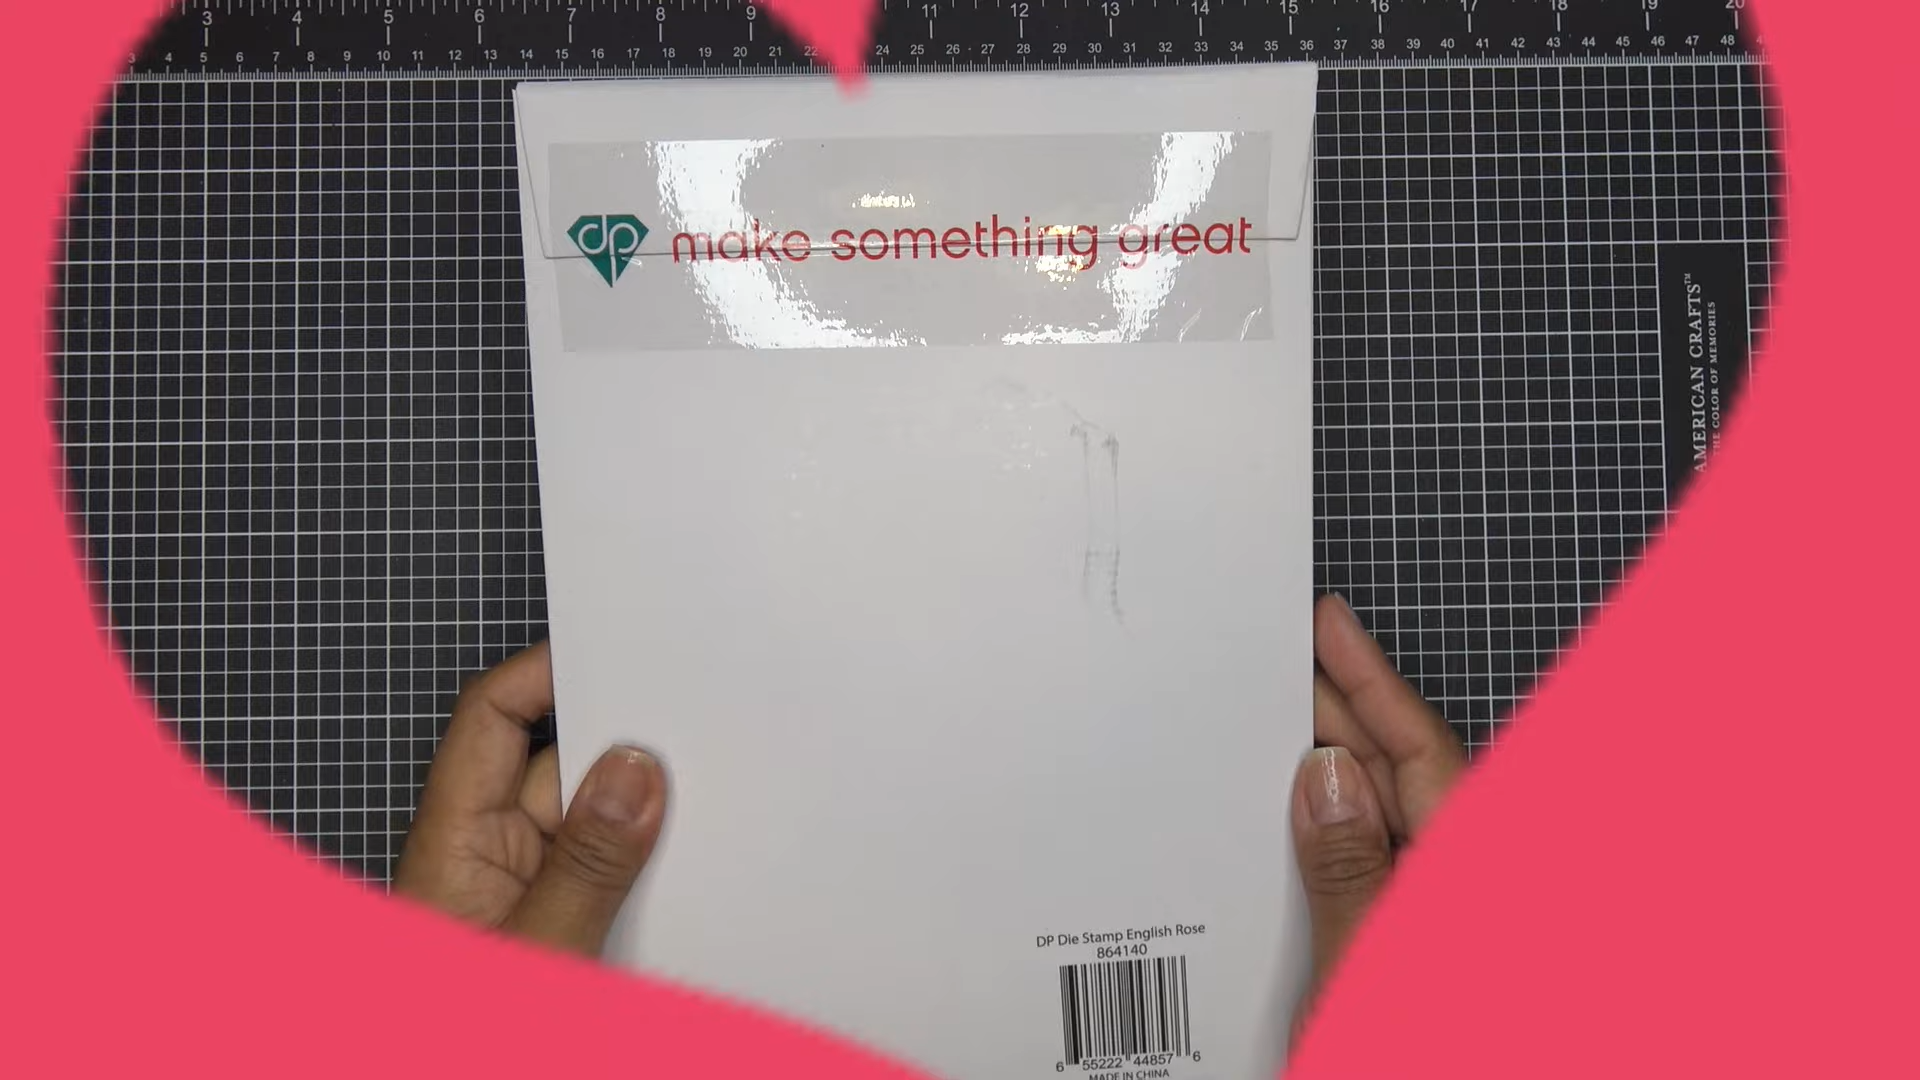 3 4 5 6 7 8 9 11 12 13 14 15 16 17 18 19 20
3 4 5 6 7 8 9 10 11 12 13 14 15 16 17 18 19 20 21 22 24 25 26 27 28 29 30 31 32 33 34 35 36 37 38 39 40 41 42 43 44 45 46 47 48
dp make something great
AMERICAN CRAFTS™
THE COLOR OF MEMORIES
DP Die Stamp English Rose
864140
6 55222 44857 6
MADE IN CHINA